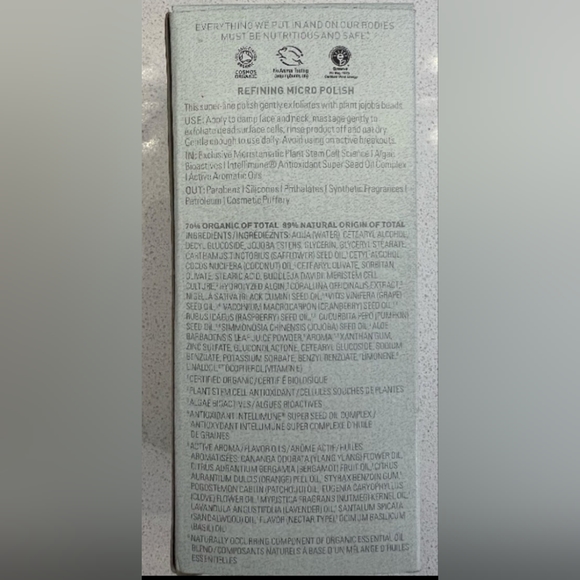 EVERYTHING WE PUT IN AND ON OUR BODIES
MUST BE NUTRITIOUS AND SAFE™
COSMOS
ORGANIC
REFINING MICRO POLISH
This super-fine polish gently exfoliates with plant jojoba beads.
USE: Apply to damp face and neck, massage gently to
exfoliate dead surface cells, rinse product off and pat dry.
Gentle enough to use daily. Avoid using on active breakouts.
IN: Exclusive Meristematic Plant Stem Cell Science | Algae
Bioactives | Intellimune® Antioxidant Super Seed Oil Complex
| Active Aromatic Oils
OUT: Parabens | Silicones | Phthalates | Synthetic Fragrances |
Petroleum | Cosmetic Puffery
70% ORGANIC OF TOTAL 89% NATURAL ORIGIN OF TOTAL
INGREDIENTS / INGRÉDIENTS: AQUA (WATER), CETEARYL ALCOHOL,
DECYL GLUCOSIDE, JOJOBA ESTERS, GLYCERIN, GLYCERYL STEARATE,
CARTHAMUS TINCTORIUS (SAFFLOWER) SEED OIL, CETYL ALCOHOL,
COCOS NUCIFERA (COCONUT) OIL, CETEARYL OLIVATE, SORBITAN
OLIVATE, STEARIC ACID, BUDDLEJA DAVIDII MERISTEM CELL
CULTURE, HYDROLYZED ALGIN, CORALLINA OFFICINALIS EXTRACT,
NIGELLA SATIVA (BLACK CUMIN) SEED OIL, VITIS VINIFERA (GRAPE)
SEED OIL, VACCINIUM MACROCARPON (CRANBERRY) SEED OIL,
RUBUS IDAEUS (RASPBERRY) SEED OIL, CUCURBITA PEPO (PUMPKIN)
SEED OIL, SIMMONDSIA CHINENSIS (JOJOBA) SEED OIL, ALOE
BARBADENSIS LEAF JUICE POWDER, AROMA, XANTHAN GUM,
ZINC SULFATE, GLUCONOLACTONE, CETEARYL GLUCOSIDE, SODIUM
BENZOATE, POTASSIUM SORBATE, BENZYL BENZOATE, LIMONENE,
LINALOOL, TOCOPHEROL (VITAMIN E)
CERTIFIED ORGANIC / CERTIFIÉ BIOLOGIQUE
PLANT STEM CELL ANTIOXIDANT / CELLULES SOUCHES DE PLANTES
ALGAE BIOACTIVES / ALGUES BIOACTIVES
ANTIOXIDANT INTELLIMUNE® SUPER SEED OIL COMPLEX /
ANTIOXYDANT INTELLIMUNE SUPER COMPLEXE D'HUILE
DE GRAINES
ACTIVE AROMA / FLAVOR OILS / ARÔME ACTIF / HUILES
AROMATISÉES: CANANGA ODORATA (YLANG YLANG) FLOWER OIL,
CITRUS AURANTIUM BERGAMIA (BERGAMOT) FRUIT OIL, CITRUS
AURANTIUM DULCIS (ORANGE) PEEL OIL, STYRAX BENZOIN GUM,
POGOSTEMON CABLIN (PATCHOULI) OIL, EUGENIA CARYOPHYLLUS
(CLOVE) FLOWER OIL, MYRISTICA FRAGRANS (NUTMEG) KERNEL OIL,
LAVANDULA ANGUSTIFOLIA (LAVENDER) OIL, SANTALUM SPICATA
(SANDALWOOD) OIL, FLAVOR (NECTAR TYPE), OCIMUM BASILICUM
(BASIL) OIL
NATURALLY OCCURRING COMPONENT OF ORGANIC ESSENTIAL OIL
BLEND / COMPOSANTS NATURELS À BASE D'UN MÉLANGE D'HUILES
ESSENTIELLES